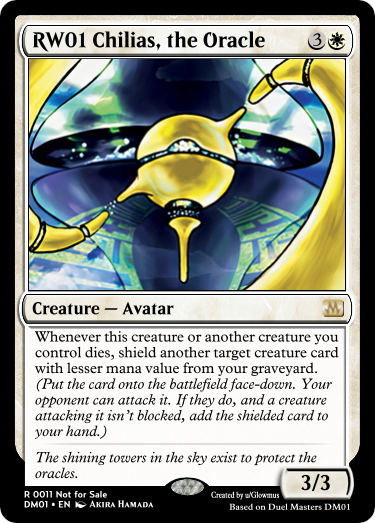 RW01 Chilias, the Oracle 3
Creature — Avatar
Whenever this creature or another creature you
control dies, shield another target creature card
with lesser mana value from your graveyard.
(Put the card onto the battlefield face-down. Your
opponent can attack it. If they do, and a creature
attacking it isn't blocked, add the shielded card to
your hand.)
The shining towers in the sky exist to protect the
oracles.
3/3
R 0011 Not for Sale
DM01 • EN Akira Hamada
Created by u/Glowmus
Based on Duel Masters DM01